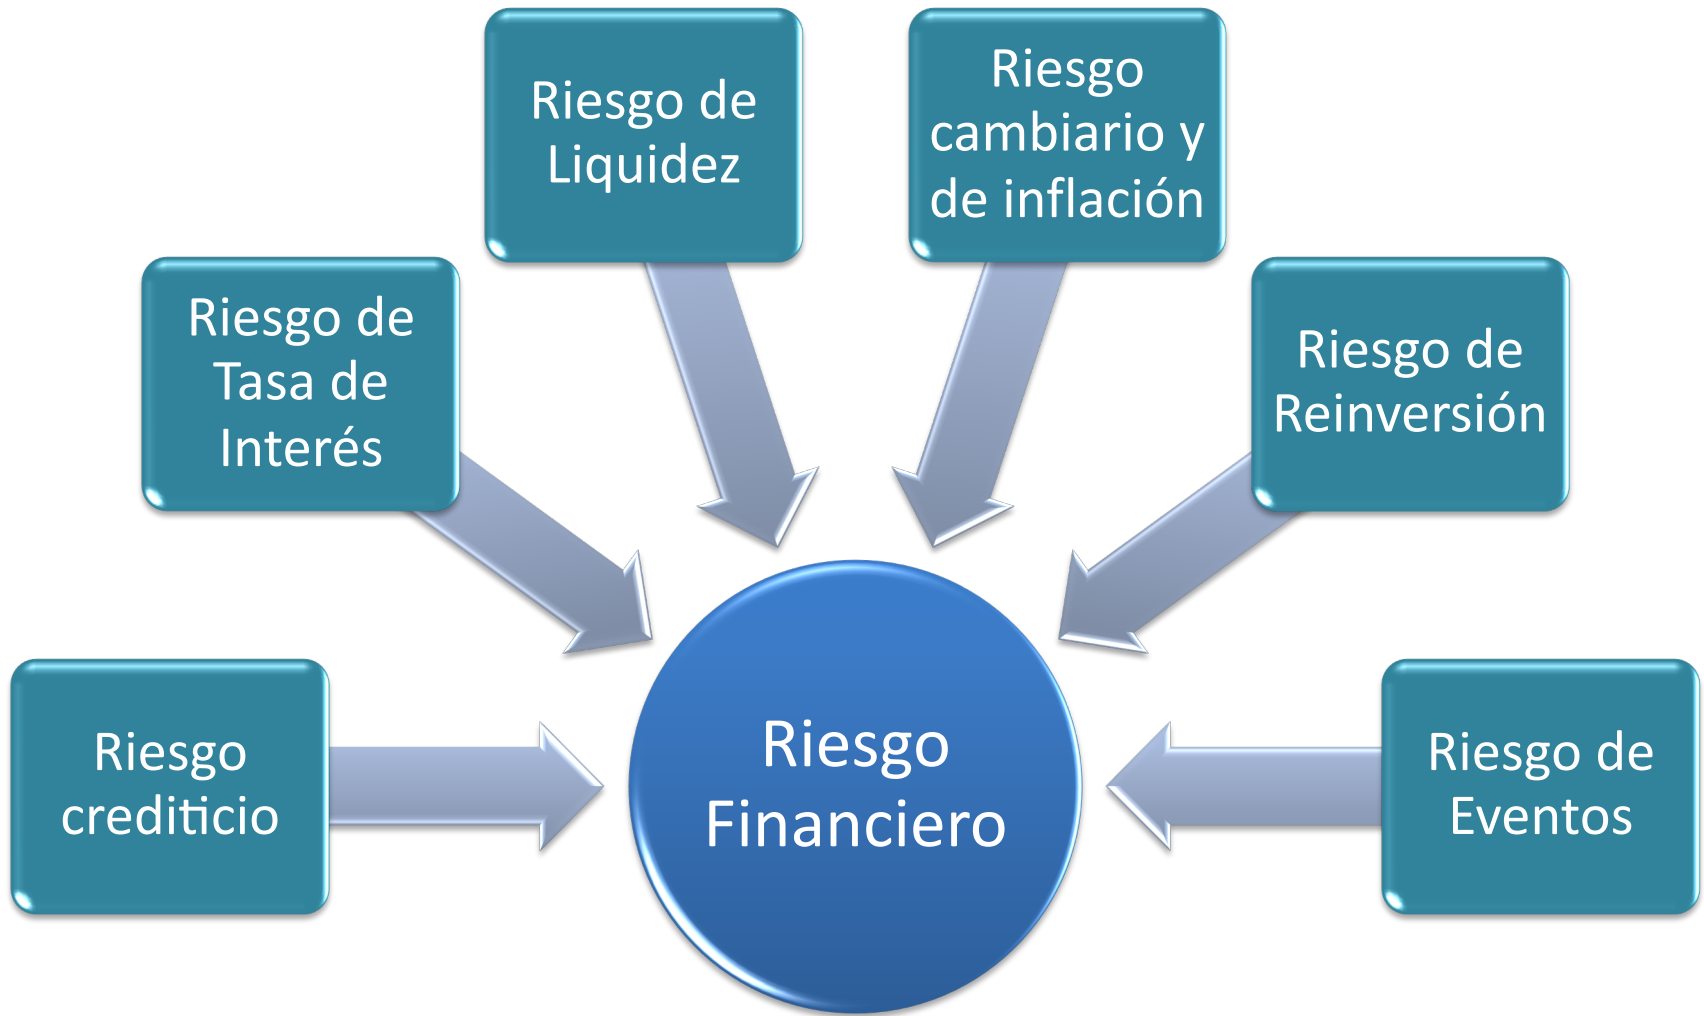 Riesgo de
Liquidez
Riesgo
cambiario y
de inflación
Riesgo de
Tasa de
Interés
Riesgo de
Reinversión
Riesgo
crediticio
Riesgo
Financiero
Riesgo de
Eventos